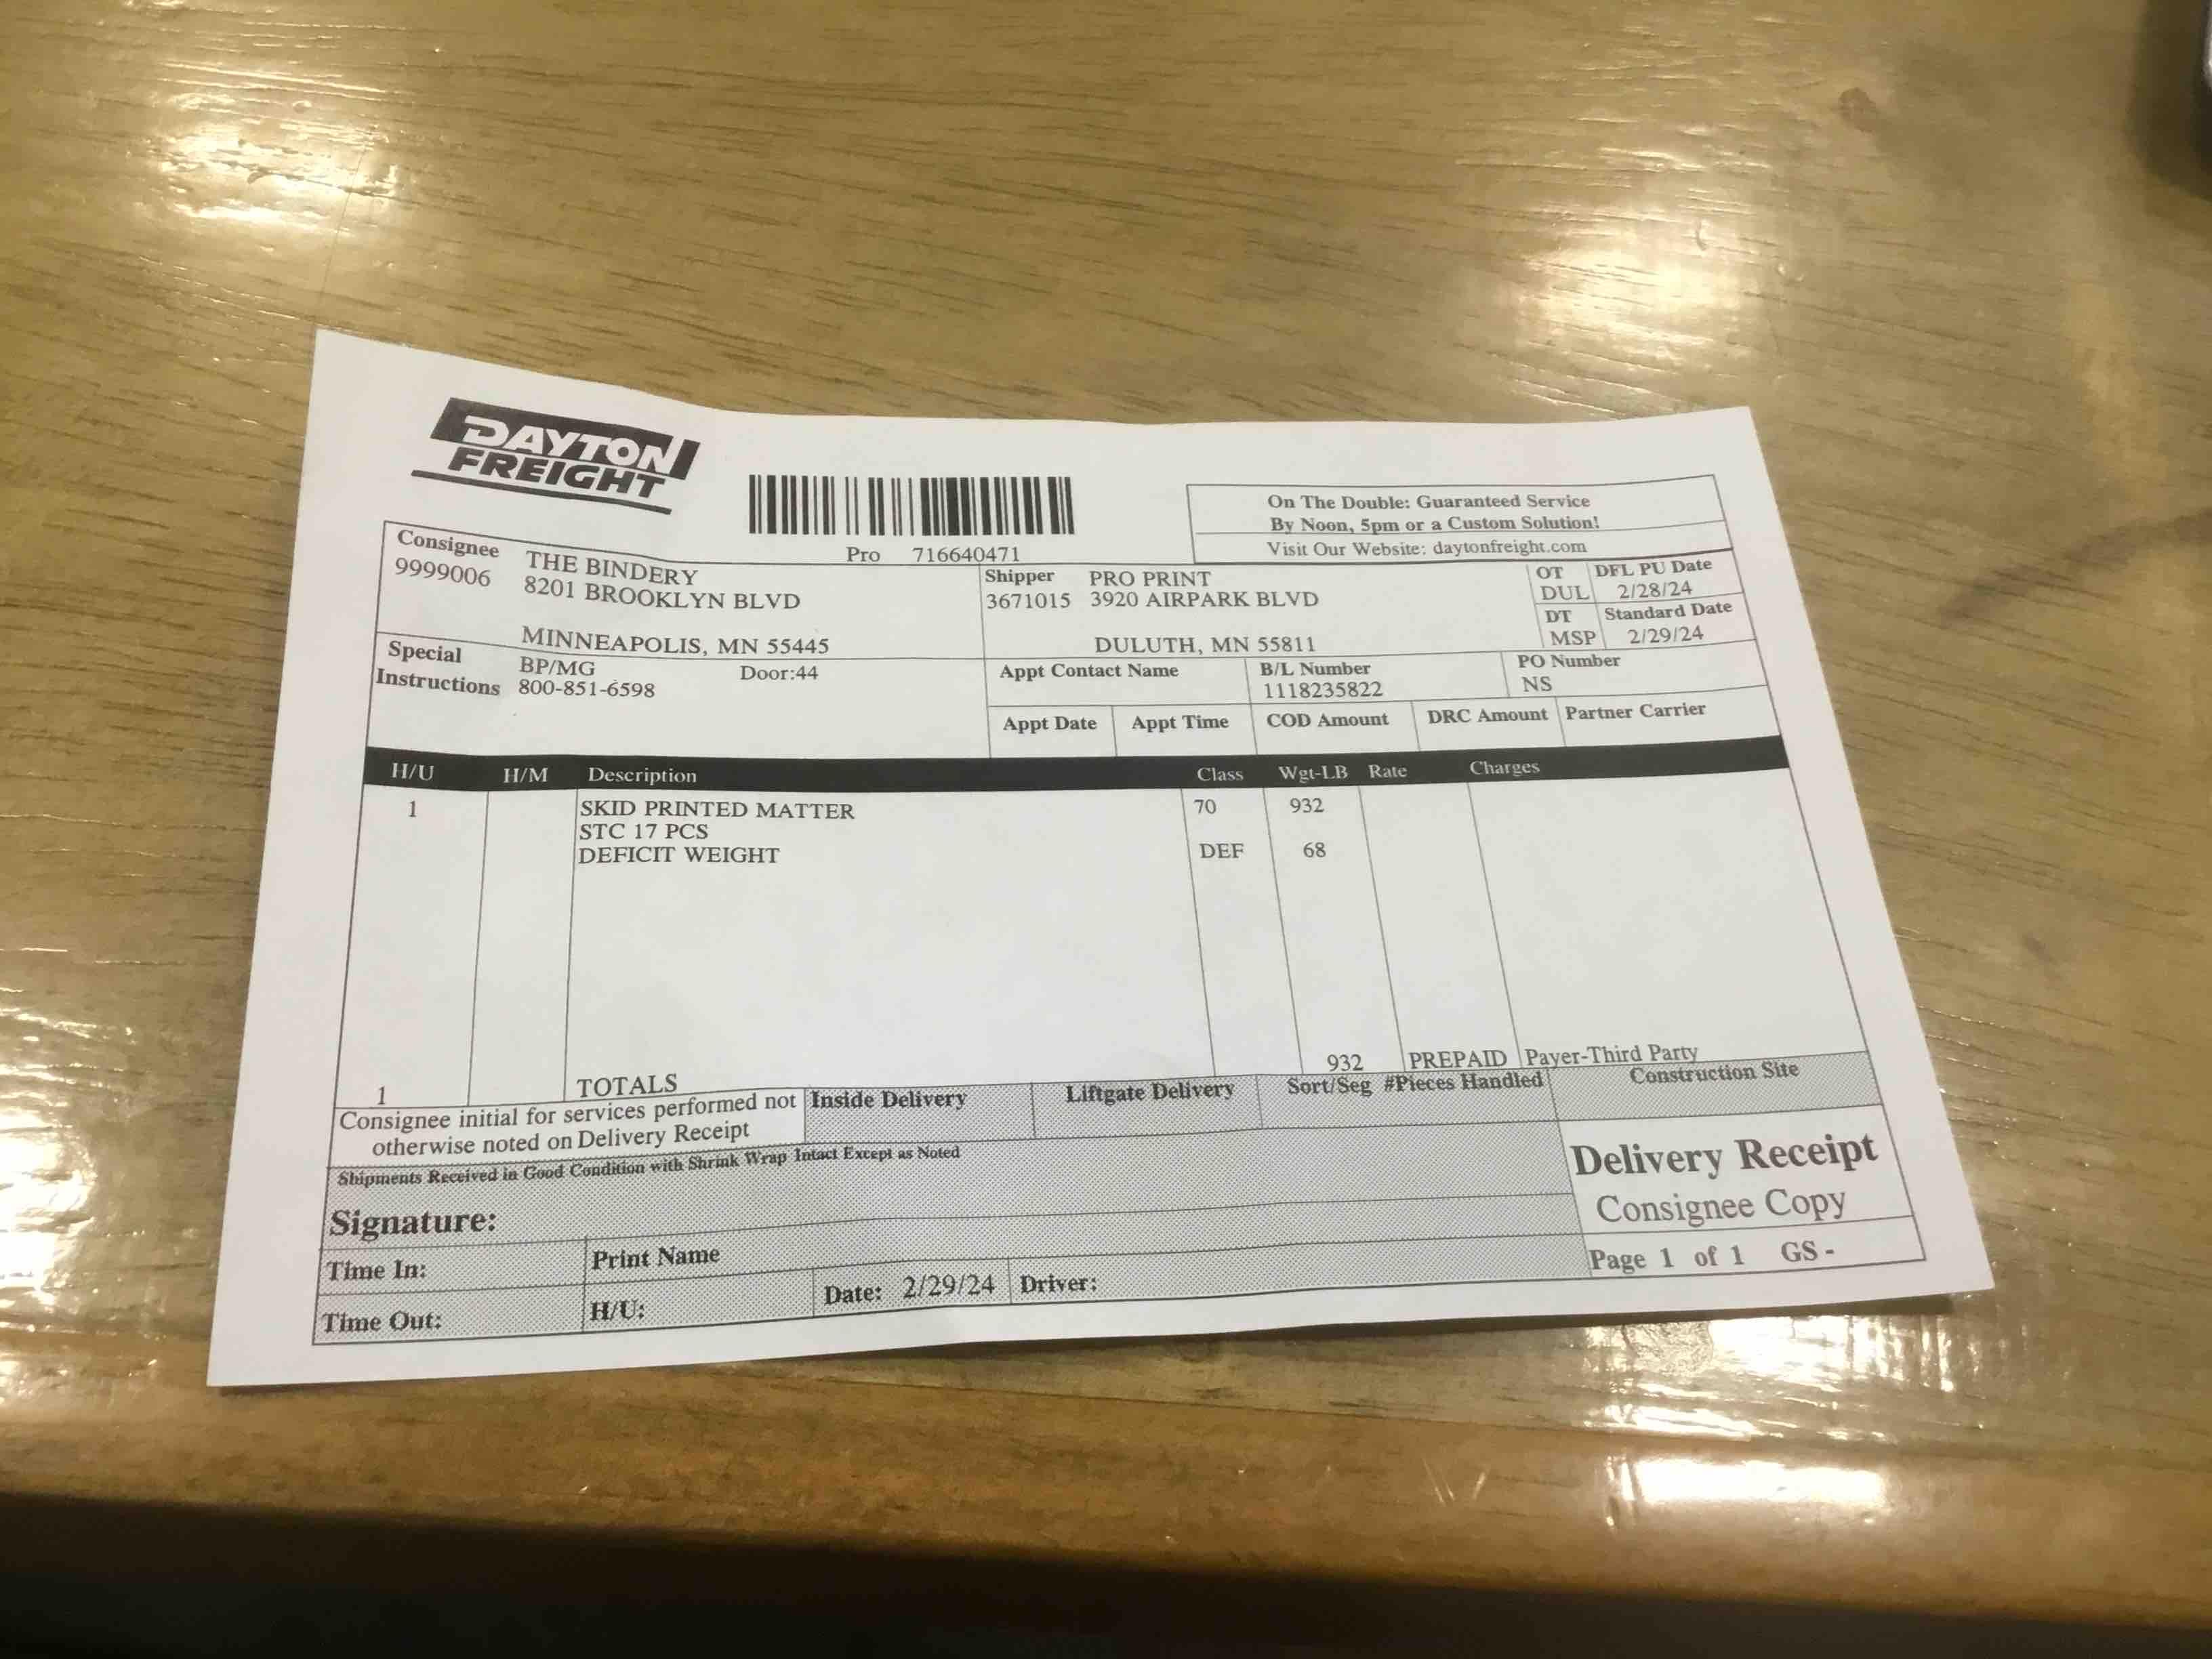 DAYTON
FREIGHT
Pro 716640471
On The Double: Guaranteed Service
By Noon, 5pm or a Custom Solution!
Visit Our Website: daytonfreight.com
Consignee THE BINDERY
9999006 8201 BROOKLYN BLVD
MINNEAPOLIS, MN 55445
Shipper PRO PRINT
3671015 3920 AIRPARK BLVD
DULUTH, MN 55811
OT DFL PU Date
DUL 2/28/24
DT Standard Date
MSP 2/29/24
Special BP/MG Door:44
Instructions 800-851-6598
Appt Contact Name B/L Number PO Number
1118235822 NS
Appt Date Appt Time COD Amount DRC Amount Partner Carrier
H/U H/M Description Class Wgt-LB Rate Charges
1 SKID PRINTED MATTER 70 932
STC 17 PCS
DEFICIT WEIGHT DEF 68
1 TOTALS 932 PREPAID Payer-Third Party
Consignee initial for services performed not
otherwise noted on Delivery Receipt
Inside Delivery Liftgate Delivery Sort/Seg #Pieces Handled Construction Site
Shipments Received in Good Condition with Shrink Wrap Intact Except as Noted
Signature:
Delivery Receipt
Consignee Copy
Time In: Print Name
Page 1 of 1 GS -
Time Out: H/U: Date: 2/29/24 Driver: